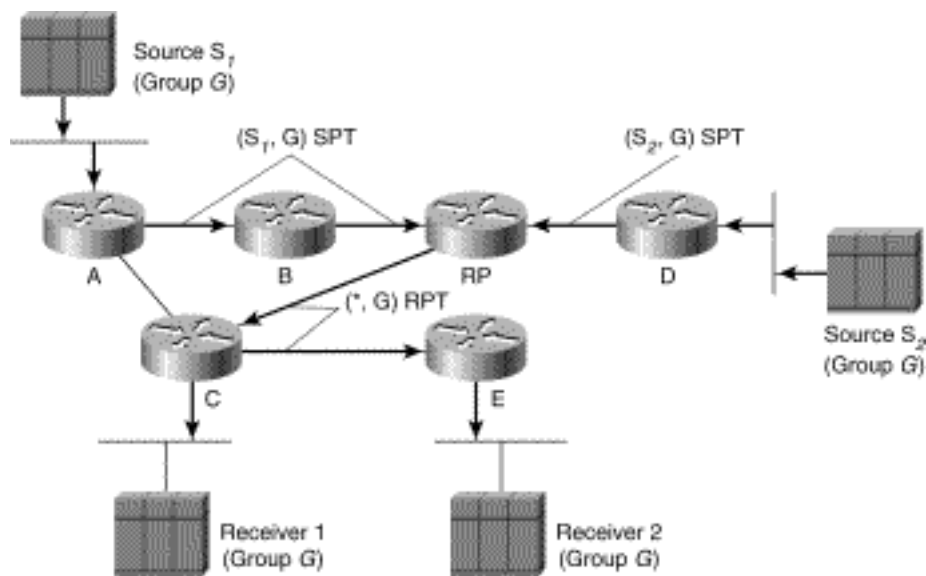 Source S1
(Group G)
(S1, G) SPT
(S2, G) SPT
A
B
RP
D
(*, G) RPT
Source S2
(Group G)
C
E
Receiver 1
(Group G)
Receiver 2
(Group G)